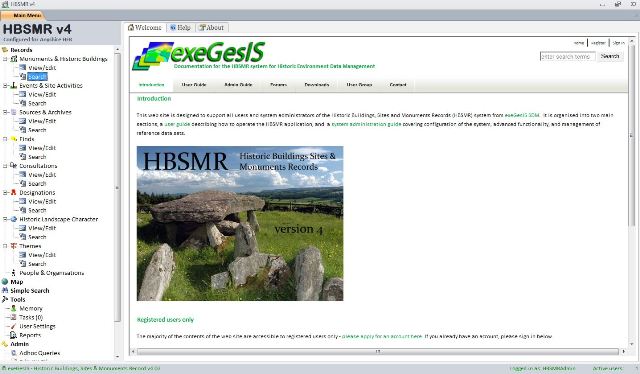 HBSMR v4
Main Menu
HBSMR v4
Configured for Anyshire HER
Records
Monuments & Historic Buildings
View/Edit
Search
Events & Site Activities
View/Edit
Search
Sources & Archives
View/Edit
Search
Finds
View/Edit
Search
Consultations
View/Edit
Search
Designations
View/Edit
Search
Historic Landscape Character
View/Edit
Search
Themes
View/Edit
Search
People & Organisations
Map
Simple Search
Tools
Memory
Tasks (0)
User Settings
Reports
Admin
Adhoc Queries
Welcome Help About
Home Register Sign in
exeGesIS
Documentation for the HBSMR system for Historic Environment Data Management
enter search terms Search
Introduction User Guide Admin Guide Forums Downloads User Group Contact
Introduction
This web site is designed to support all users and system administrators of the Historic Buildings, Sites and Monuments Records (HBSMR) system from exeGesIS SDM. It is organised into two main
sections, a user guide describing how to operate the HBSMR application, and, a system administration guide covering configuration of the system, advanced functionality, and management of
reference data sets.
HBSMR Historic Buildings Sites &
Monuments Records
version 4
Registered users only
The majority of the contents of the web site are accessible to registered users only - please apply for an account here. If you already have an account, please sign in below.
exeGesIS - Historic Buildings, Sites & Monuments Record v4.03 Logged in as: HBSMRAdmin Active users: